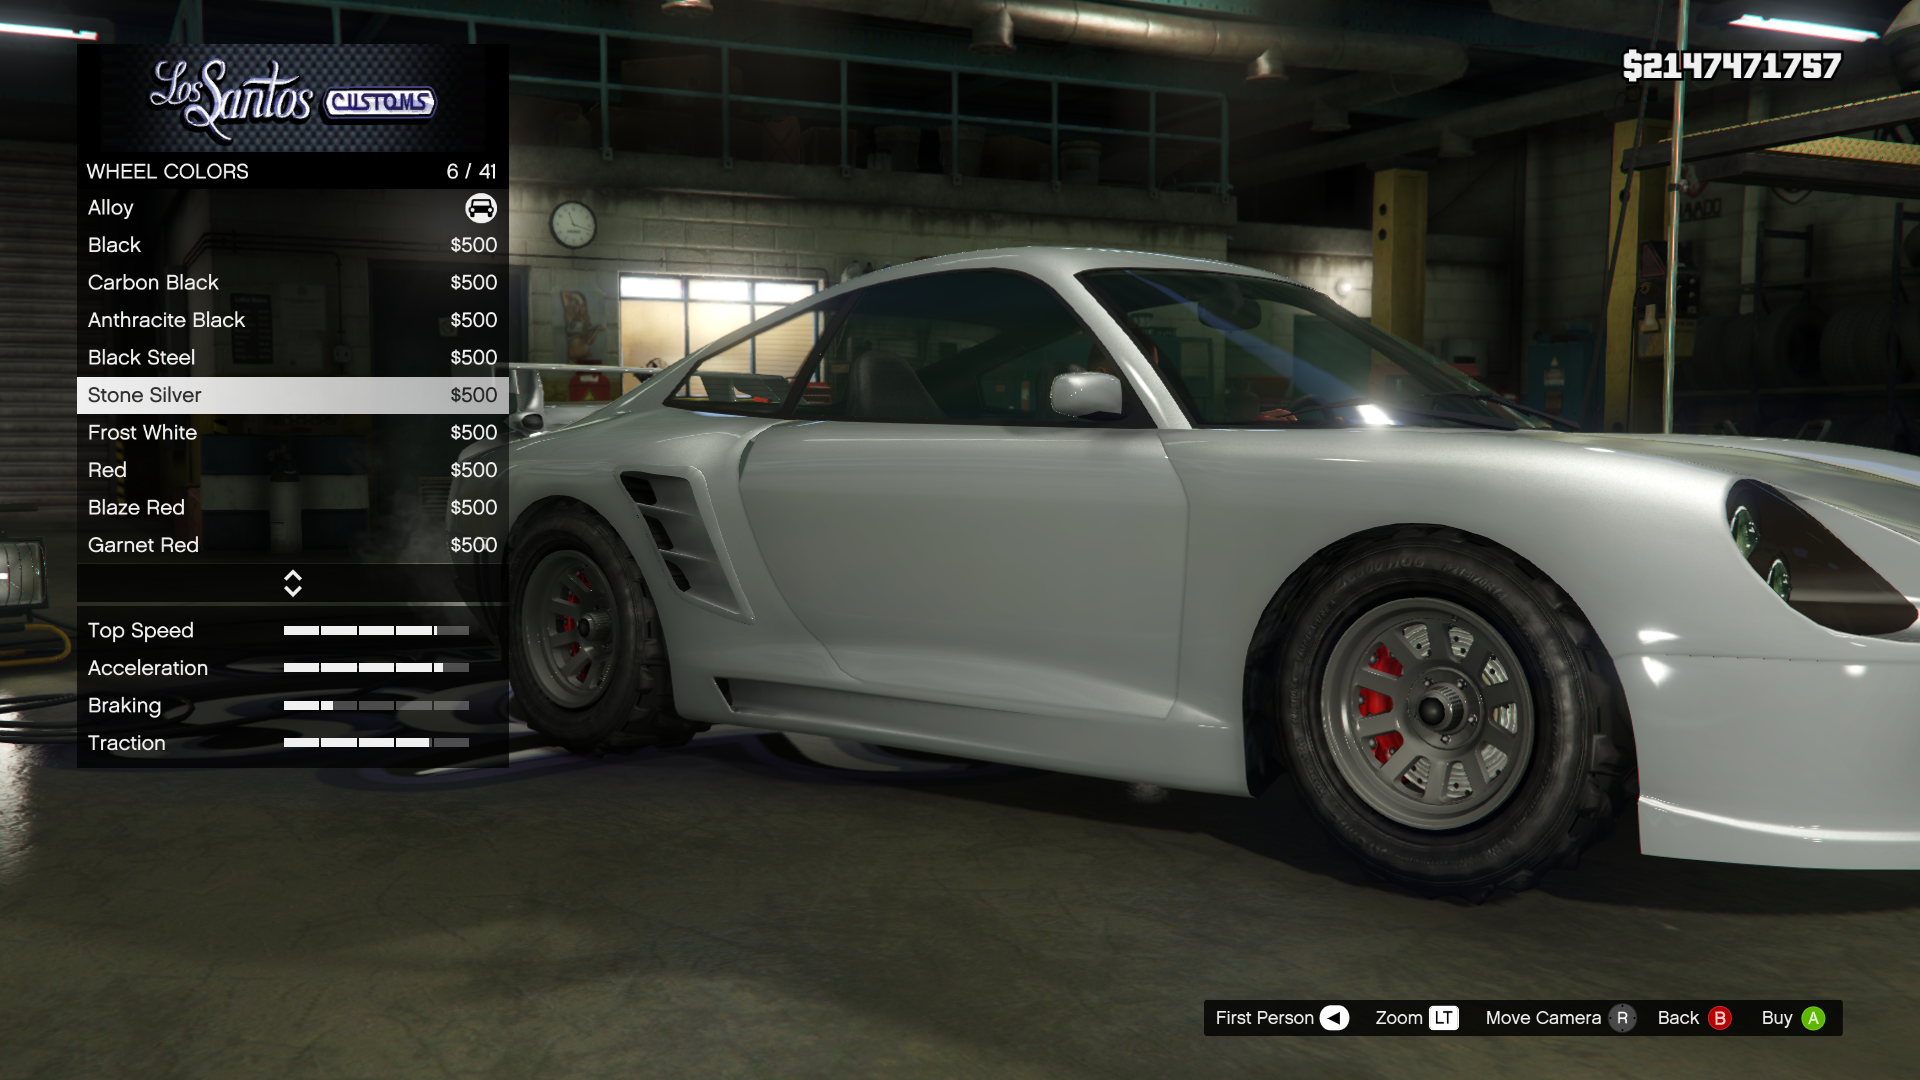 Los Santos CUSTOMS
$2147471757
WHEEL COLORS 6 / 41
Alloy
Black $500
Carbon Black $500
Anthracite Black $500
Black Steel $500
Stone Silver $500
Frost White $500
Red $500
Blaze Red $500
Garnet Red $500
Top Speed
Acceleration
Braking
Traction
First Person Zoom LT Move Camera R Back B Buy A